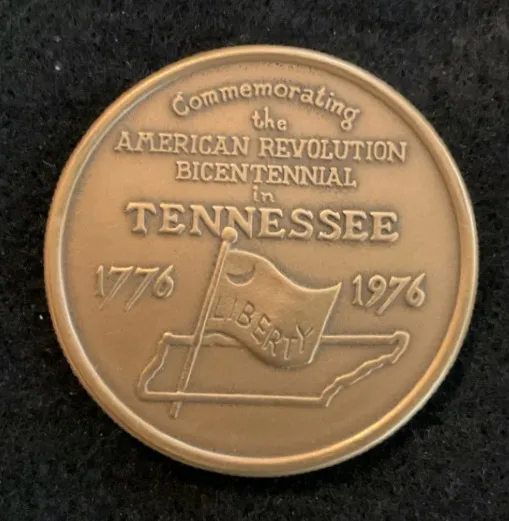 Commemorating
the
AMERICAN REVOLUTION
BICENTENNIAL
in
TENNESSEE
1776 1976
LIBERTY